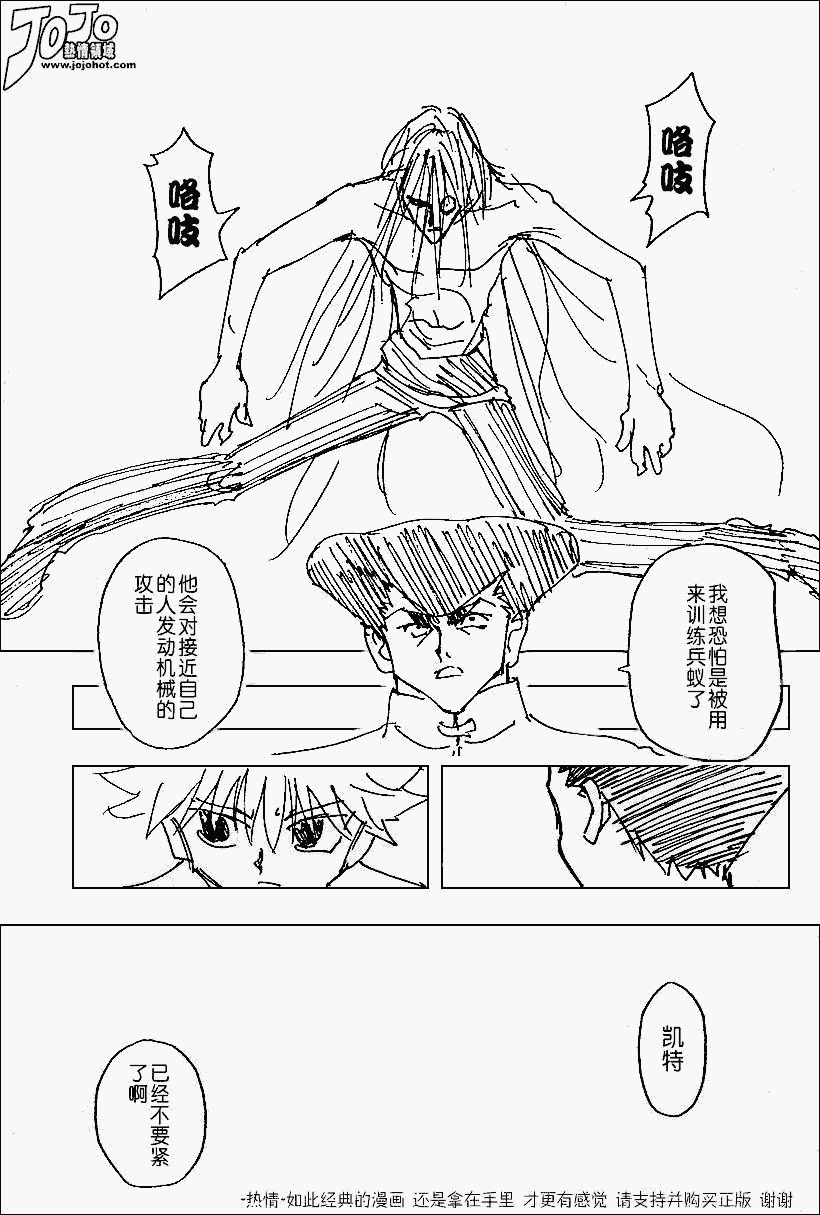 JOJO
熱情領域
www.jojohot.com
咯吱
咯吱
我想恐怕是被用
来训练兵蚁了
他会对接近自己
的人发动机械的
攻击
凯特
已经不要紧
了啊
~热情~如此经典的漫画 还是拿在手里 才更有感觉 请支持并购买正版 谢谢